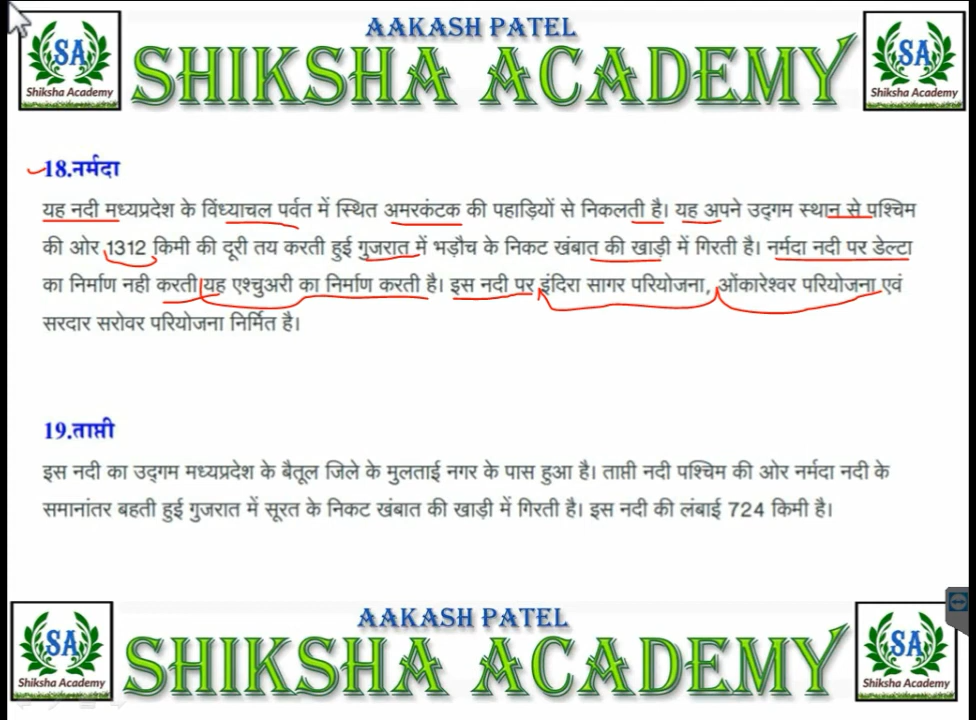 AAKASH PATEL
SHIKSHA ACADEMY
SA
Shiksha Academy
SA
Shiksha Academy
18.नर्मदा
यह नदी मध्यप्रदेश के विंध्याचल पर्वत में स्थित अमरकंटक की पहाड़ियों से निकलती है। यह अपने उद्गम स्थान से पश्चिम
की ओर 1312 किमी की दूरी तय करती हुई गुजरात में भड़ौच के निकट खंबात की खाड़ी में गिरती है। नर्मदा नदी पर डेल्टा
का निर्माण नही करती यह एश्चुअरी का निर्माण करती है। इस नदी पर इंदिरा सागर परियोजना, ओंकारेश्वर परियोजना एवं
सरदार सरोवर परियोजना निर्मित है।
19.ताप्ती
इस नदी का उद्गम मध्यप्रदेश के बैतूल जिले के मुलताई नगर के पास हुआ है। ताप्ती नदी पश्चिम की ओर नर्मदा नदी के
समानांतर बहती हुई गुजरात में सूरत के निकट खंबात की खाड़ी में गिरती है। इस नदी की लंबाई 724 किमी है।
AAKASH PATEL
SHIKSHA ACADEMY
SA
Shiksha Academy
SA
Shiksha Academy